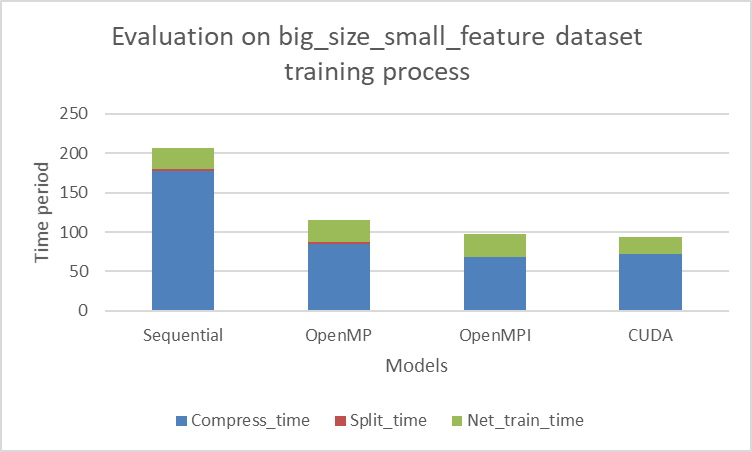 Evaluation on big_size_small_feature dataset
training process
Time period
250
200
150
100
50
0
Sequential OpenMP OpenMPI CUDA
Models
Compress_time Split_time Net_train_time